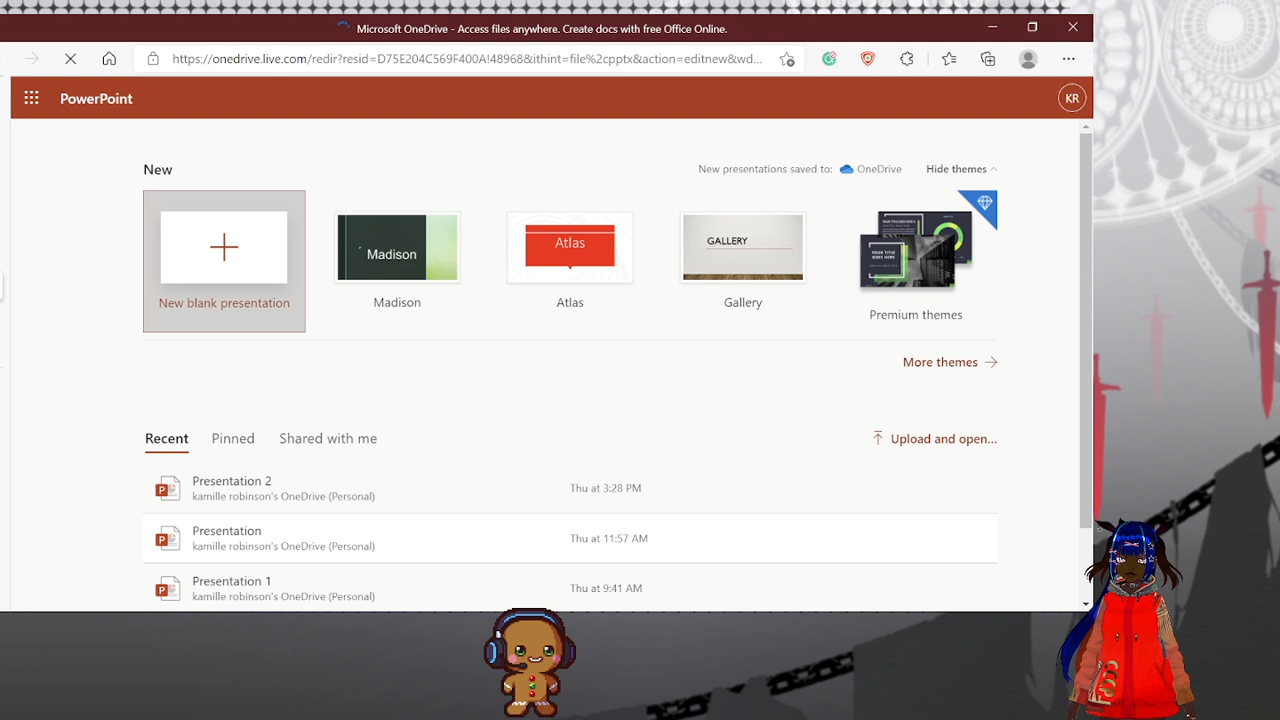 Microsoft OneDrive - Access files anywhere. Create docs with free Office Online.
https://onedrive.live.com/redir?resid=D75E204C569F400A!48968&ithint=file%2cpptx&action=editnew&wd...
PowerPoint
KR
New
New presentations saved to: OneDrive
Hide themes
New blank presentation
Madison
Madison
Atlas
Atlas
GALLERY
Gallery
YOUR TITLE GOES HERE
Premium themes
More themes
Recent
Pinned
Shared with me
Upload and open...
P
Presentation 2
kamille robinson's OneDrive (Personal)
Thu at 3:28 PM
P
Presentation
kamille robinson's OneDrive (Personal)
Thu at 11:57 AM
P
Presentation 1
kamille robinson's OneDrive (Personal)
Thu at 9:41 AM